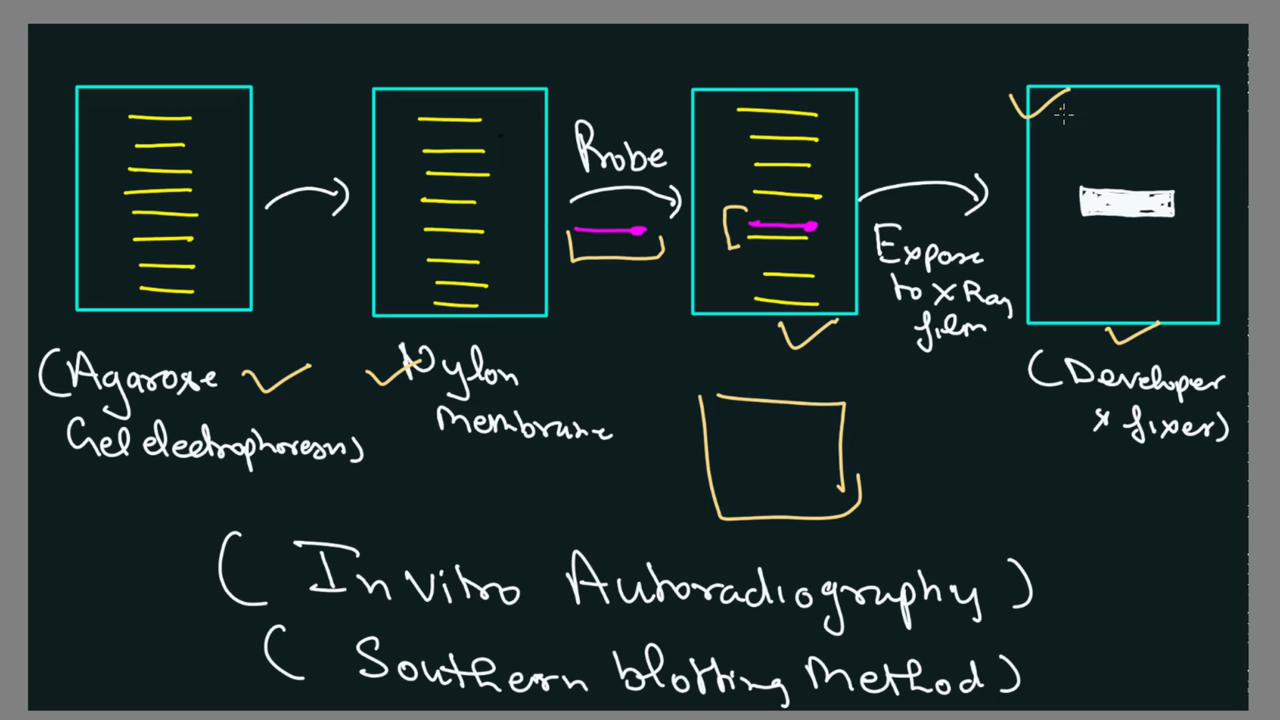 Probe
Expose
to X Ray
film
(Agarose
Gel electrophoresis)
Nylon
membrane
(Developer
x fixer)
(Invitro Autoradiography)
(Southern blotting Method)